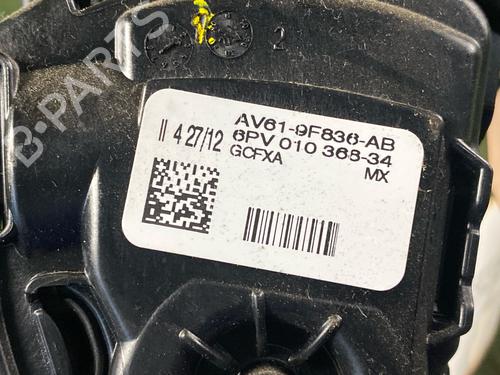 2
AV61-9F836-AB
II 4 27/12 6PV 010 368-34
GCFXA MX
B-PARTS